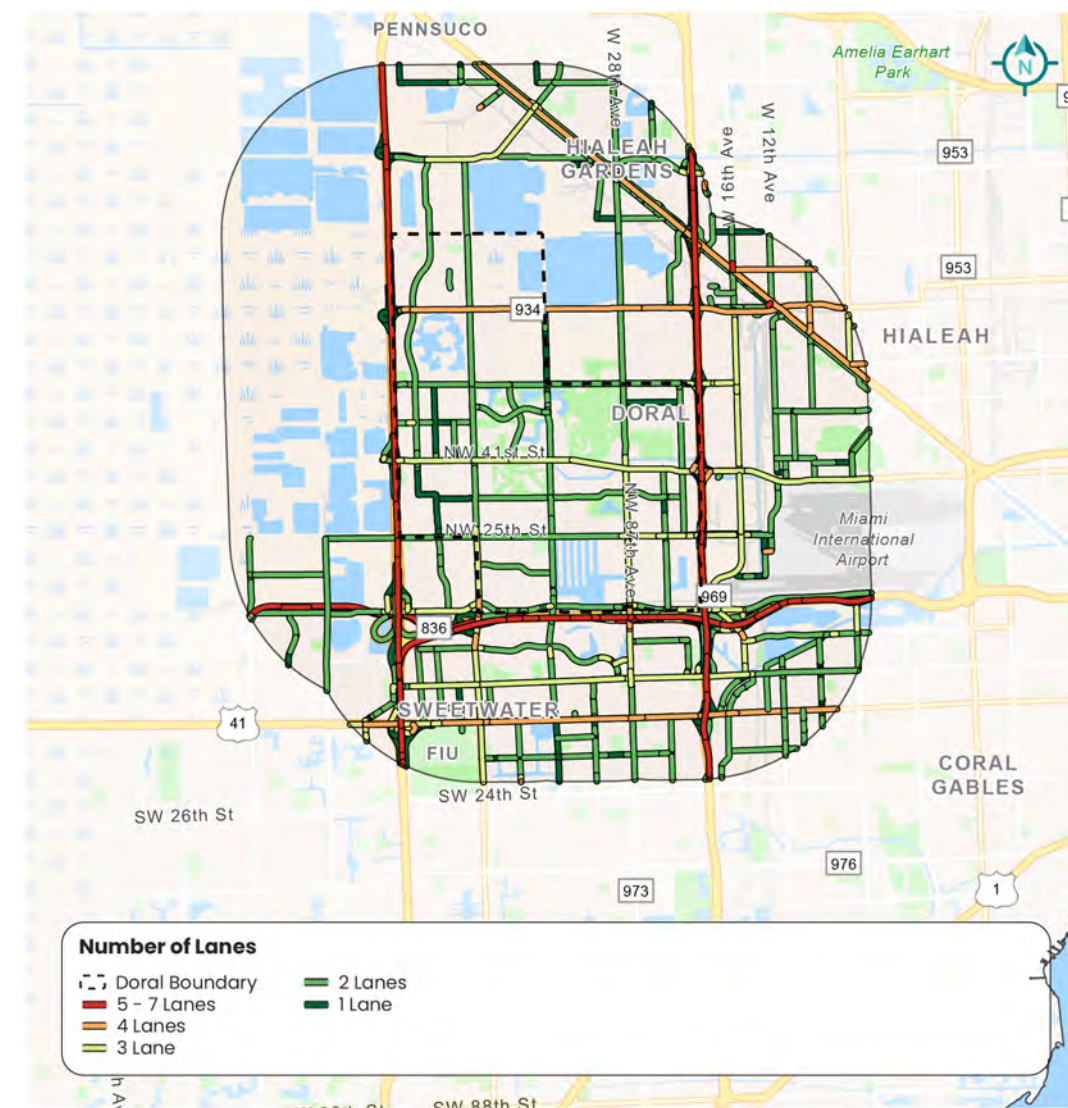 PENNSUCO
Amelia Earhart
Park
N
W 28th Ave
W 16th Ave
W 12th Ave
953
HIALEAH
GARDENS
953
934
HIALEAH
DORAL
NW 41st St
NW 87th Ave
NW 25th St
Miami
International
Airport
969
836
SWEETWATER
41
FIU
SW 24th St
CORAL
GABLES
SW 26th St
976
973
1
Number of Lanes
Doral Boundary
5 - 7 Lanes
4 Lanes
3 Lane
2 Lanes
1 Lane
SW 88th St